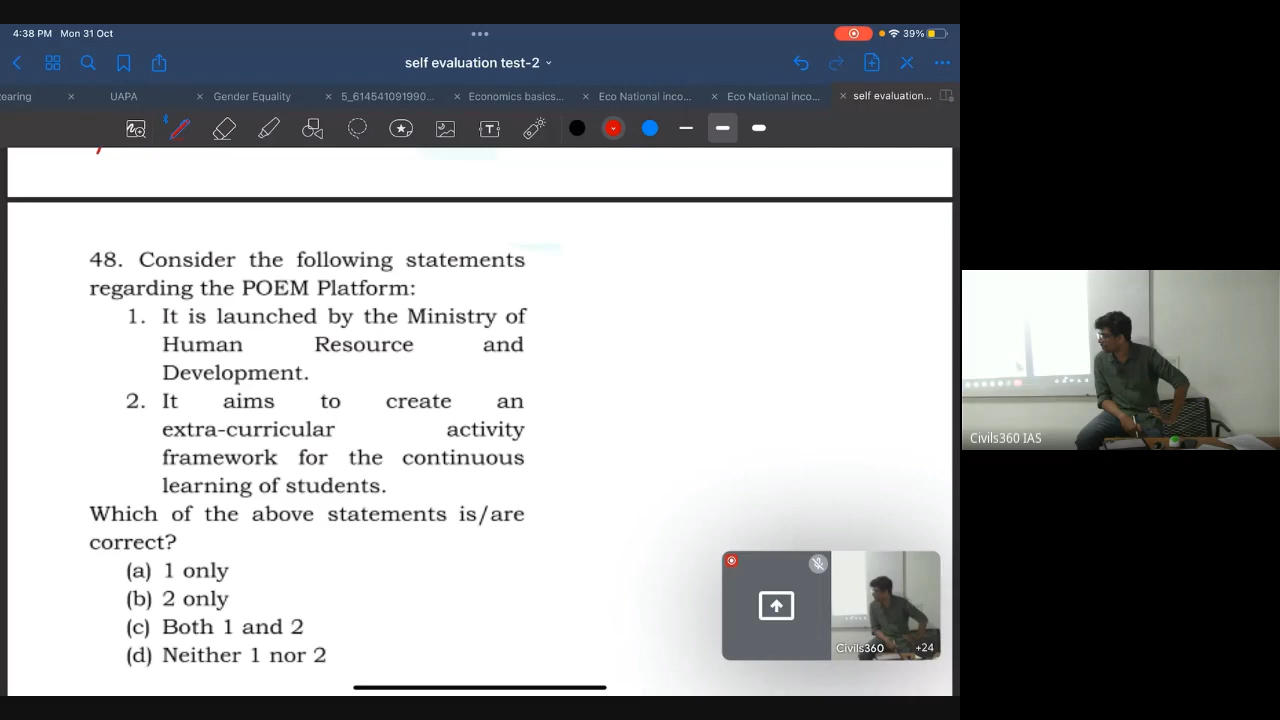 4:38 PM Mon 31 Oct
39%
self evaluation test-2
earing
UAPA
Gender Equality
5_614541091990...
Economics basics...
Eco National inco...
Eco National inco...
self evaluation...
48. Consider the following statements
regarding the POEM Platform:
1. It is launched by the Ministry of
Human Resource and
Development.
2. It aims to create an
extra-curricular activity
framework for the continuous
learning of students.
Which of the above statements is/are
correct?
(a) 1 only
(b) 2 only
(c) Both 1 and 2
(d) Neither 1 nor 2
Civils360
+24
Civils360 IAS